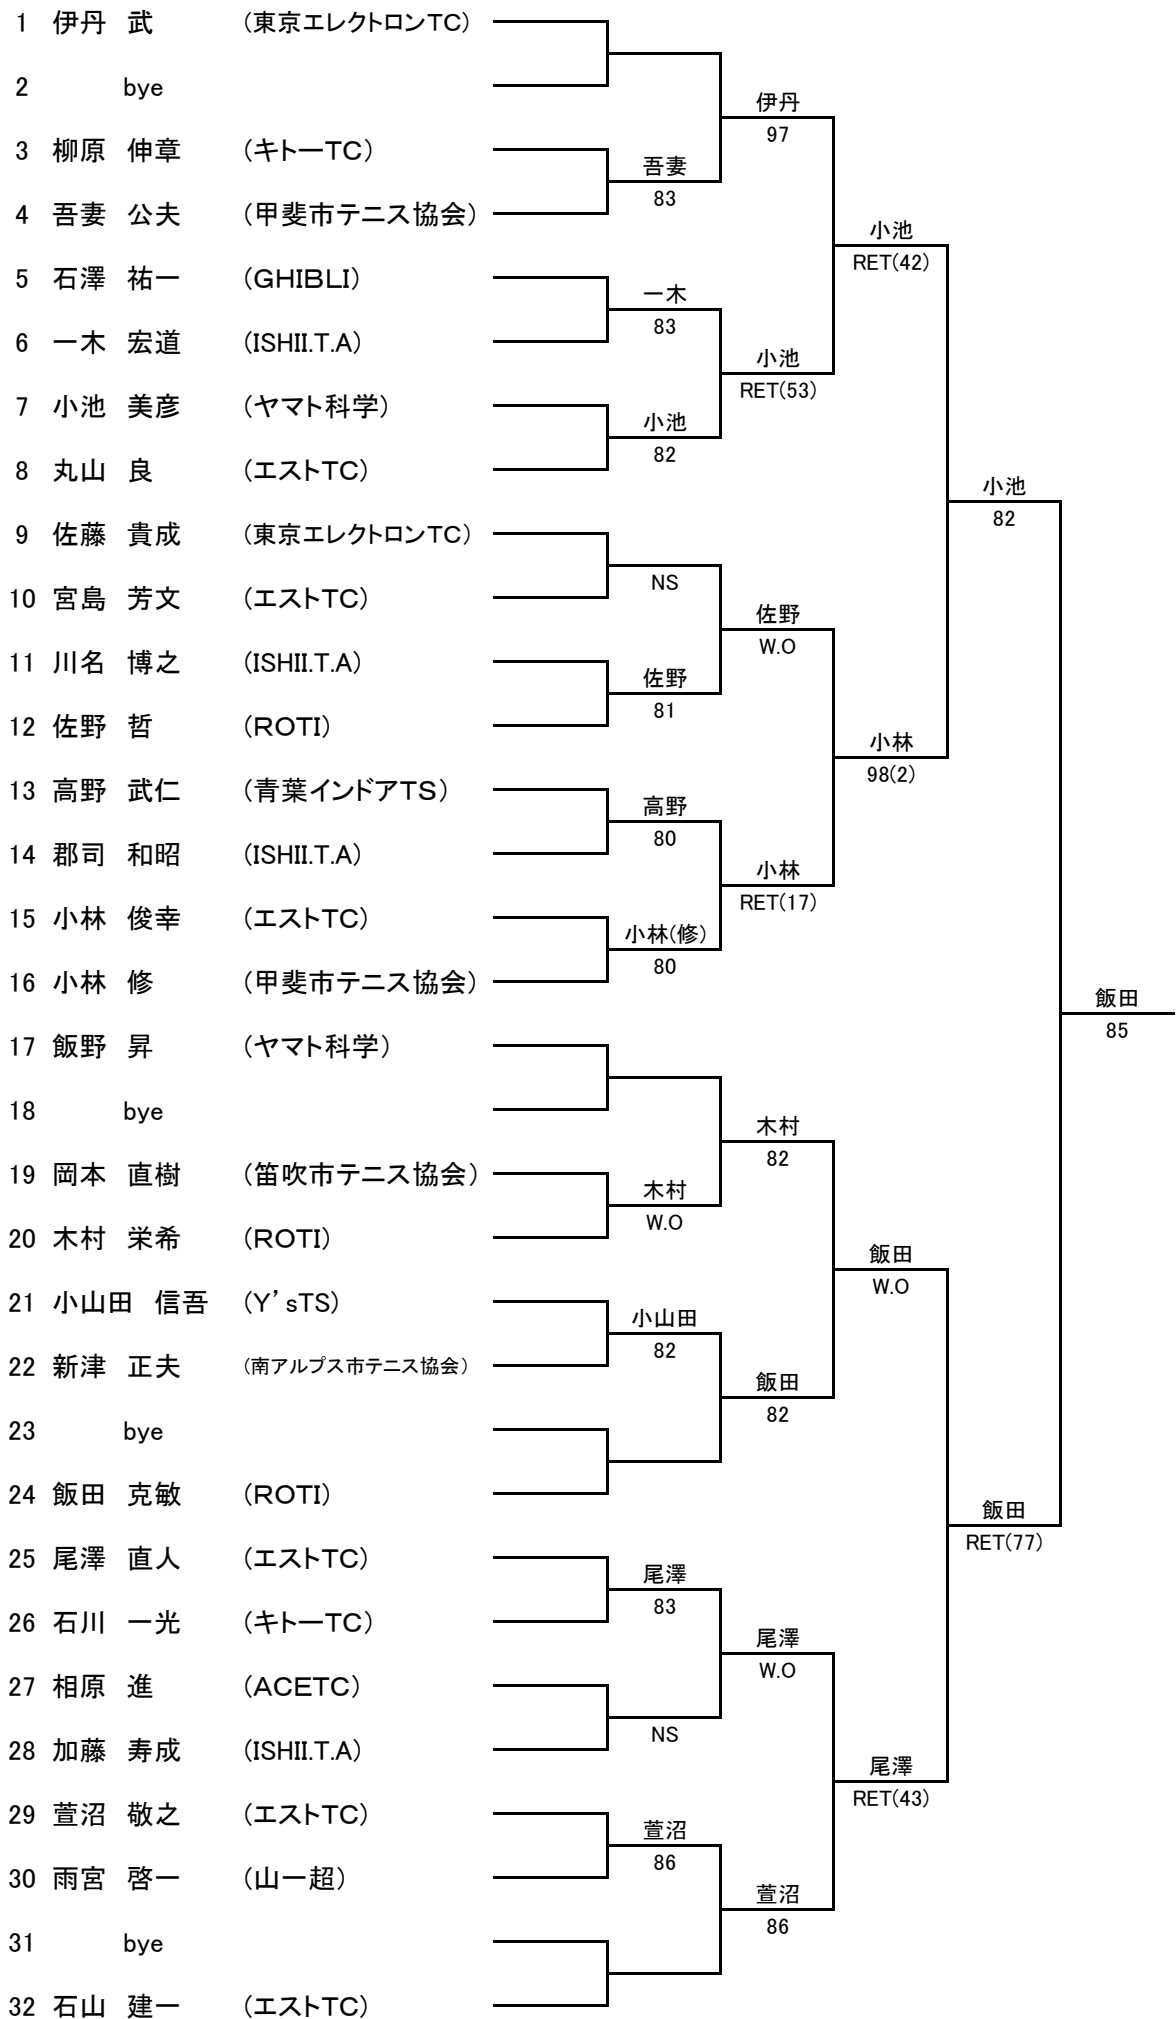 1 伊丹 武 (東京エレクトロンTC)
2 bye
伊丹
97
3 柳原 伸章 (キトーTC)
吾妻
83
4 吾妻 公夫 (甲斐市テニス協会)
小池
RET(42)
5 石澤 祐一 (GHIBLI)
一木
83
6 一木 宏道 (ISHII.T.A)
小池
RET(53)
7 小池 美彦 (ヤマト科学)
小池
82
8 丸山 良 (エストTC)
小池
82
9 佐藤 貴成 (東京エレクトロンTC)
NS
10 宮島 芳文 (エストTC)
佐野
W.O
11 川名 博之 (ISHII.T.A)
佐野
81
12 佐野 哲 (ROTI)
小林
98(2)
13 高野 武仁 (青葉インドアTS)
高野
80
14 郡司 和昭 (ISHII.T.A)
小林
RET(17)
15 小林 俊幸 (エストTC)
小林(修)
80
16 小林 修 (甲斐市テニス協会)
飯田
85
17 飯野 昇 (ヤマト科学)
18 bye
木村
82
19 岡本 直樹 (笛吹市テニス協会)
木村
W.O
20 木村 栄希 (ROTI)
飯田
W.O
21 小山田 信吾 (Y'sTS)
小山田
82
22 新津 正夫 (南アルプス市テニス協会)
飯田
82
23 bye
24 飯田 克敏 (ROTI)
飯田
RET(77)
25 尾澤 直人 (エストTC)
尾澤
83
26 石川 一光 (キトーTC)
尾澤
W.O
27 相原 進 (ACETC)
NS
28 加藤 寿成 (ISHII.T.A)
尾澤
RET(43)
29 萱沼 敬之 (エストTC)
萱沼
86
30 雨宮 啓一 (山一超)
萱沼
86
31 bye
32 石山 建一 (エストTC)